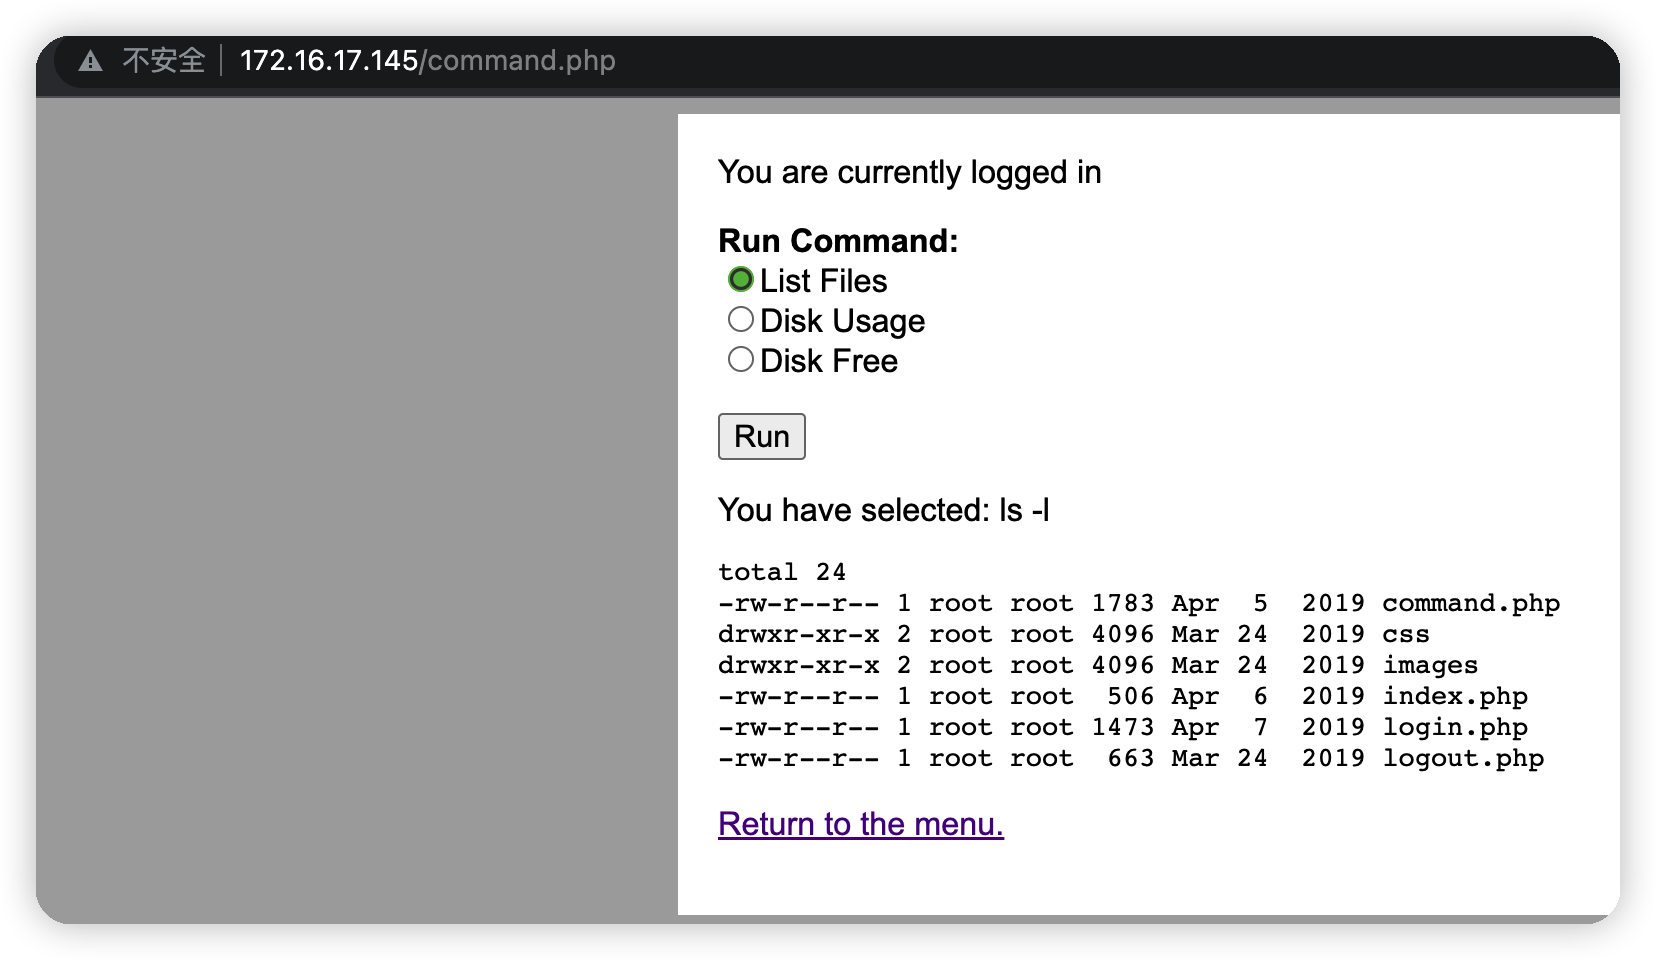 不安全 172.16.17.145/command.php
You are currently logged in
Run Command:
List Files
Disk Usage
Disk Free
Run
You have selected: ls -l
total 24
-rw-r--r-- 1 root root 1783 Apr  5  2019 command.php
drwxr-xr-x 2 root root 4096 Mar 24  2019 css
drwxr-xr-x 2 root root 4096 Mar 24  2019 images
-rw-r--r-- 1 root root  506 Apr  6  2019 index.php
-rw-r--r-- 1 root root 1473 Apr  7  2019 login.php
-rw-r--r-- 1 root root  663 Mar 24  2019 logout.php
Return to the menu.